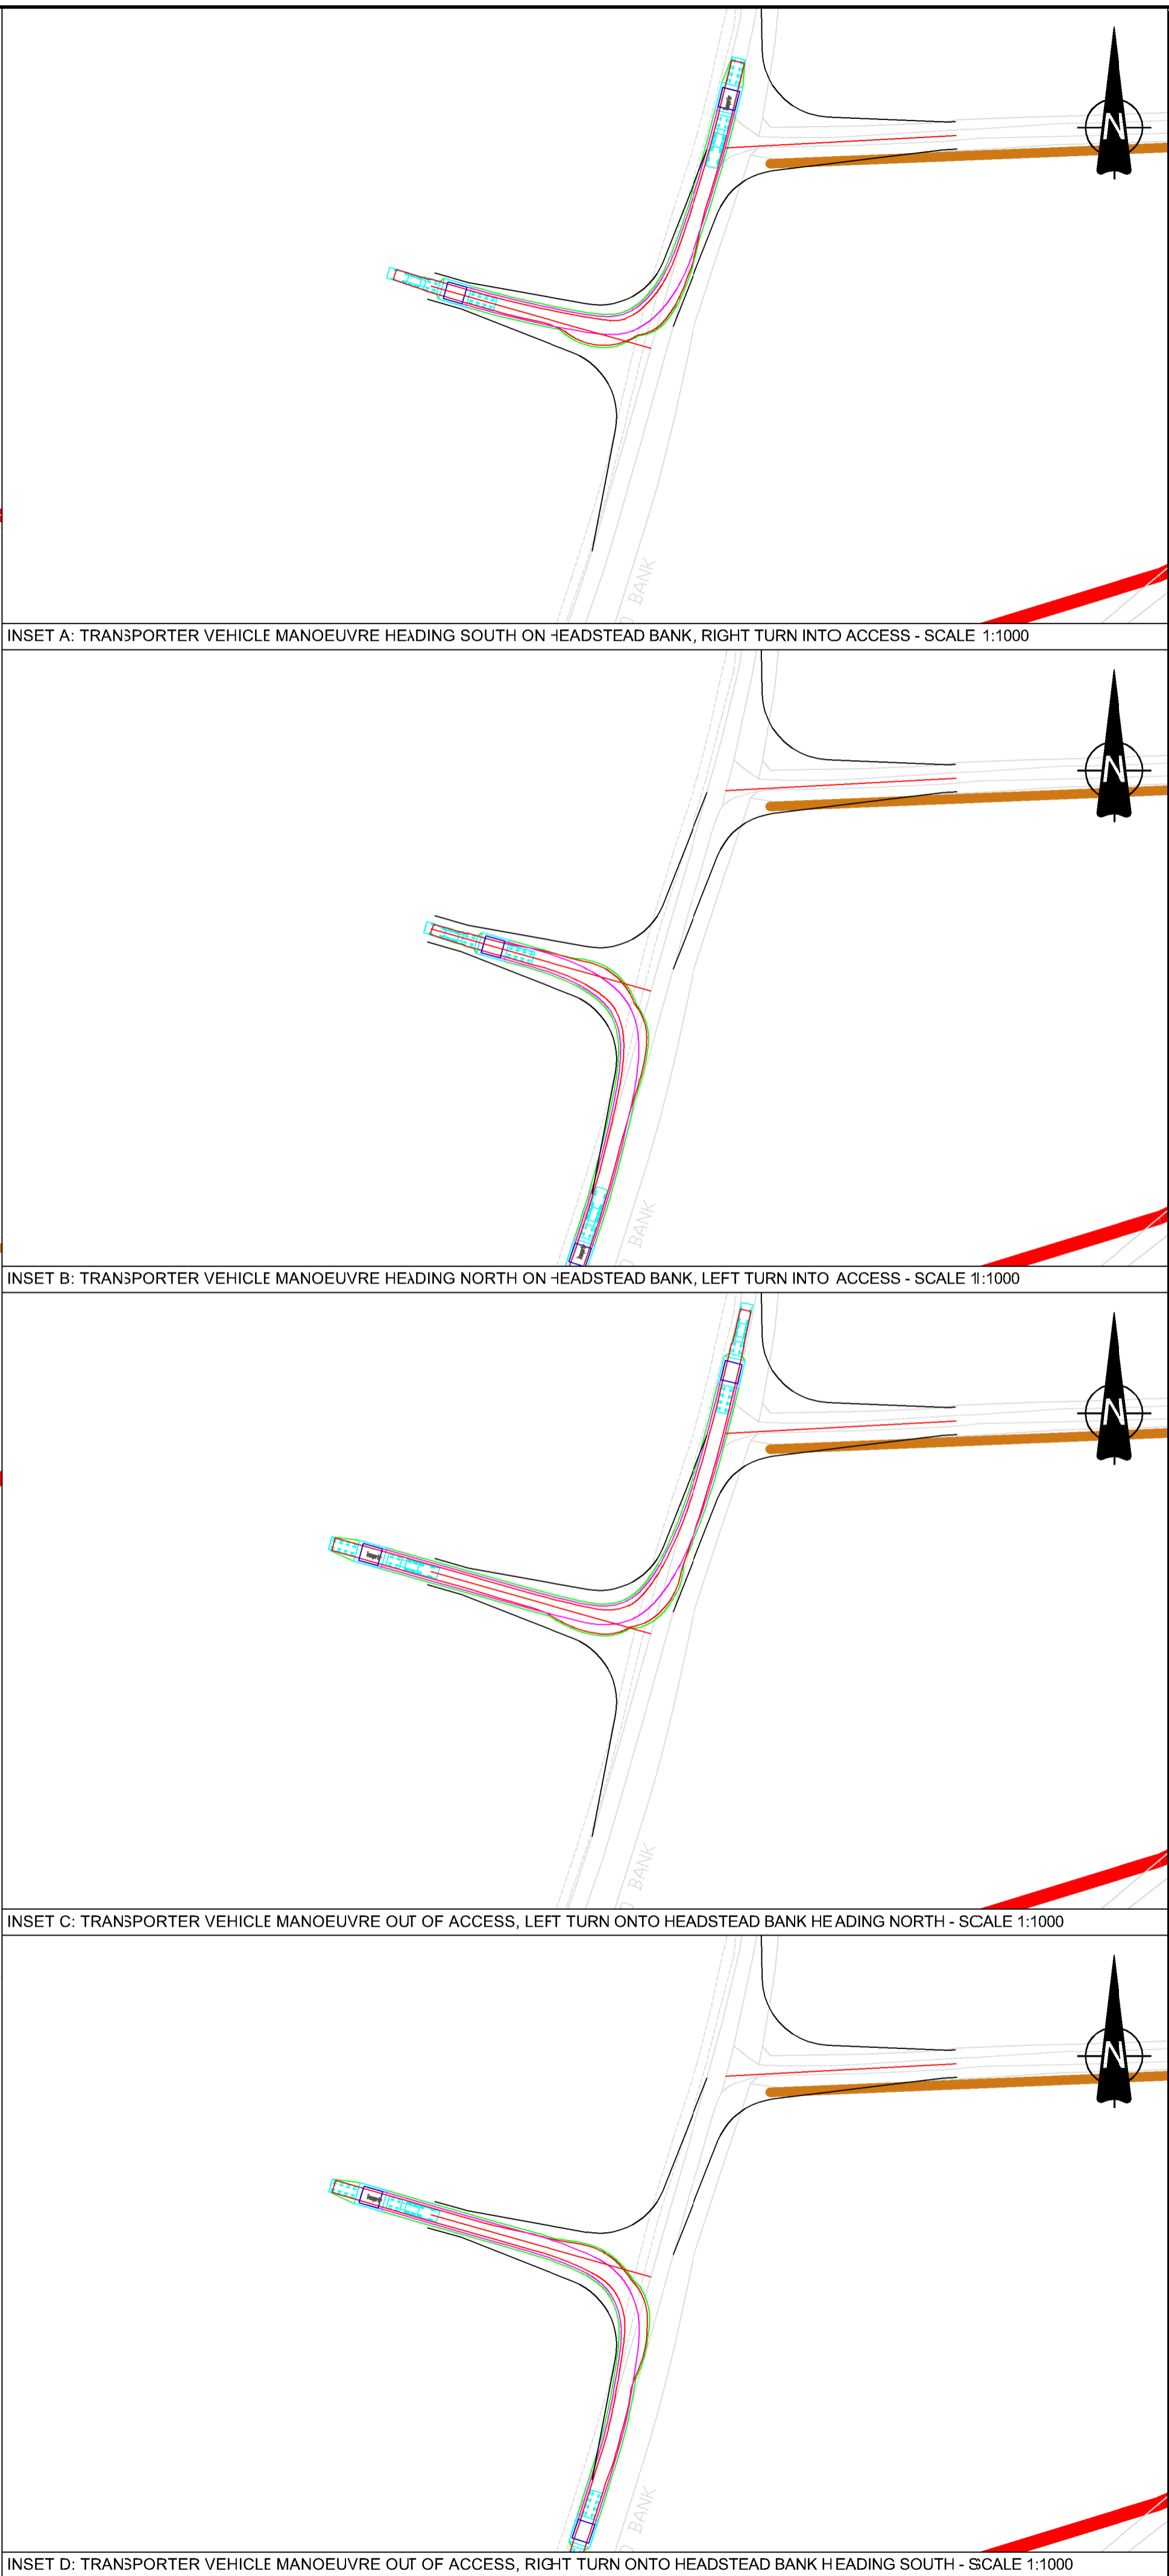 N
BANK
INSET A: TRANSPORTER VEHICLE MANOEUVRE HEADING SOUTH ON HEADSTEAD BANK, RIGHT TURN INTO ACCESS - SCALE 1:1000
N
BANK
INSET B: TRANSPORTER VEHICLE MANOEUVRE HEADING NORTH ON HEADSTEAD BANK, LEFT TURN INTO ACCESS - SCALE 1:1000
N
BANK
INSET C: TRANSPORTER VEHICLE MANOEUVRE OUT OF ACCESS, LEFT TURN ONTO HEADSTEAD BANK HEADING NORTH - SCALE 1:1000
N
BANK
INSET D: TRANSPORTER VEHICLE MANOEUVRE OUT OF ACCESS, RIGHT TURN ONTO HEADSTEAD BANK HEADING SOUTH - SCALE 1:1000